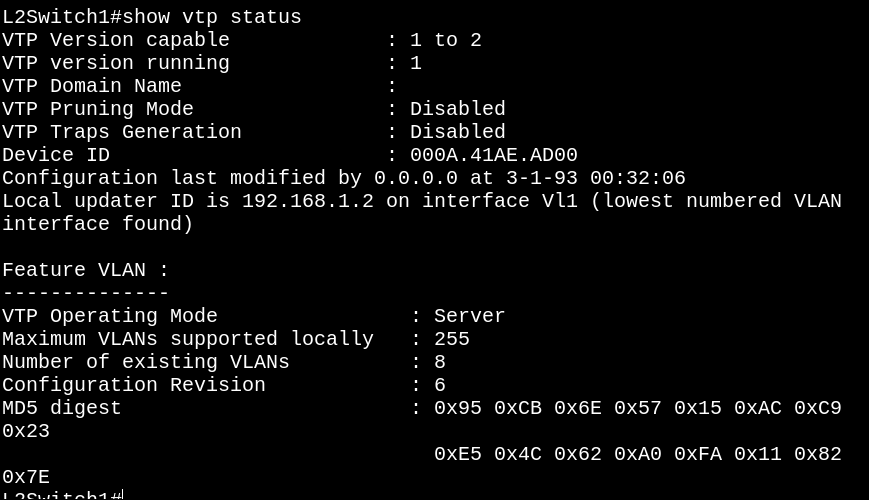 L2Switch1#show vtp status
VTP Version capable             : 1 to 2
VTP version running             : 1
VTP Domain Name                 :
VTP Pruning Mode                : Disabled
VTP Traps Generation            : Disabled
Device ID                       : 000A.41AE.AD00
Configuration last modified by 0.0.0.0 at 3-1-93 00:32:06
Local updater ID is 192.168.1.2 on interface Vl1 (lowest numbered VLAN
interface found)

Feature VLAN :
--------------
VTP Operating Mode                : Server
Maximum VLANs supported locally   : 255
Number of existing VLANs          : 8
Configuration Revision            : 6
MD5 digest                        : 0x95 0xCB 0x6E 0x57 0x15 0xAC 0xC9
0x23
                                    0xE5 0x4C 0x62 0xA0 0xFA 0x11 0x82
0x7E
L2Switch1#